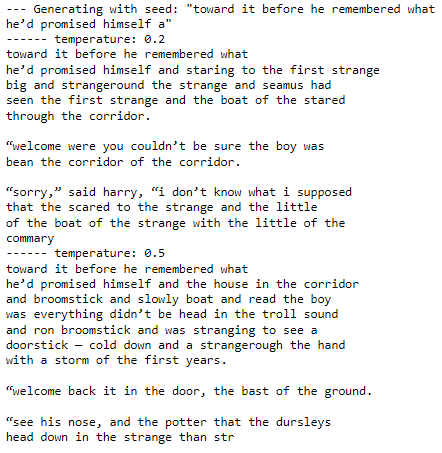 --- Generating with seed: "toward it before he remembered what
he’d promised himself a"
------ temperature: 0.2
toward it before he remembered what
he’d promised himself and staring to the first strange
big and strangeround the strange and seamus had
seen the first strange and the boat of the stared
through the corridor.

“welcome were you couldn’t be sure the boy was
bean the corridor of the corridor.

“sorry,” said harry, “i don’t know what i supposed
that the scared to the strange and the little
of the boat of the strange with the little of the
commary
------ temperature: 0.5
toward it before he remembered what
he’d promised himself and the house in the corridor
and broomstick and slowly boat and read the boy
was everything didn’t be head in the troll sound
and ron broomstick and was stranging to see a
doorstick — cold down and a strangerough the hand
with a storm of the first years.

“welcome back it in the door, the bast of the ground.

“see his nose, and the potter that the dursleys
head down in the strange than str